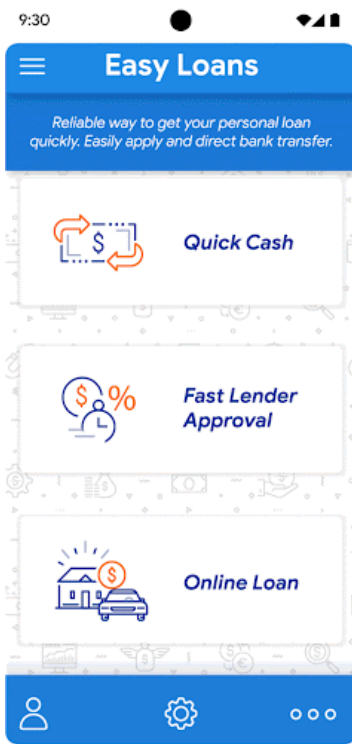 9:30
Easy Loans
Reliable way to get your personal loan
quickly. Easily apply and direct bank transfer.
$
Quick Cash
$ %
Fast Lender
Approval
$
Online Loan